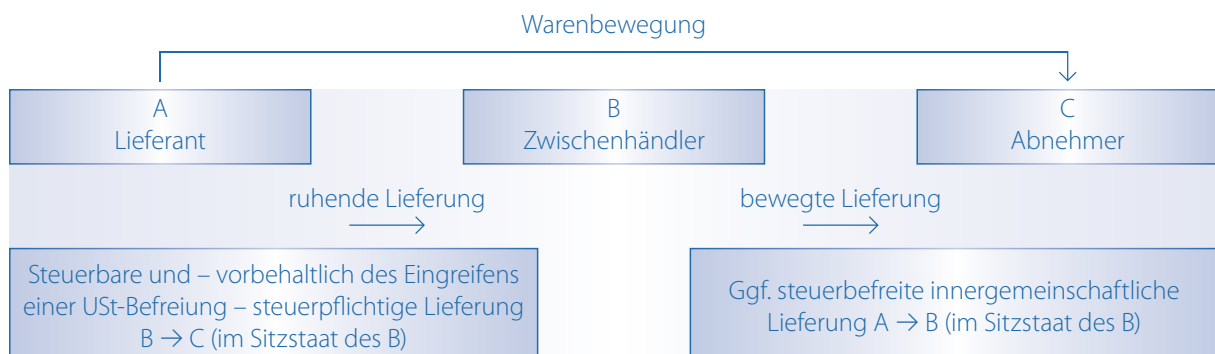 Warenbewegung
A
Lieferant
B
Zwischenhändler
C
Abnehmer
ruhende Lieferung
bewegte Lieferung
Steuerbare und – vorbehaltlich des Eingreifens
einer USt-Befreiung – steuerpflichtige Lieferung
B → C (im Sitzstaat des B)
Ggf. steuerbefreite innergemeinschaftliche
Lieferung A → B (im Sitzstaat des B)